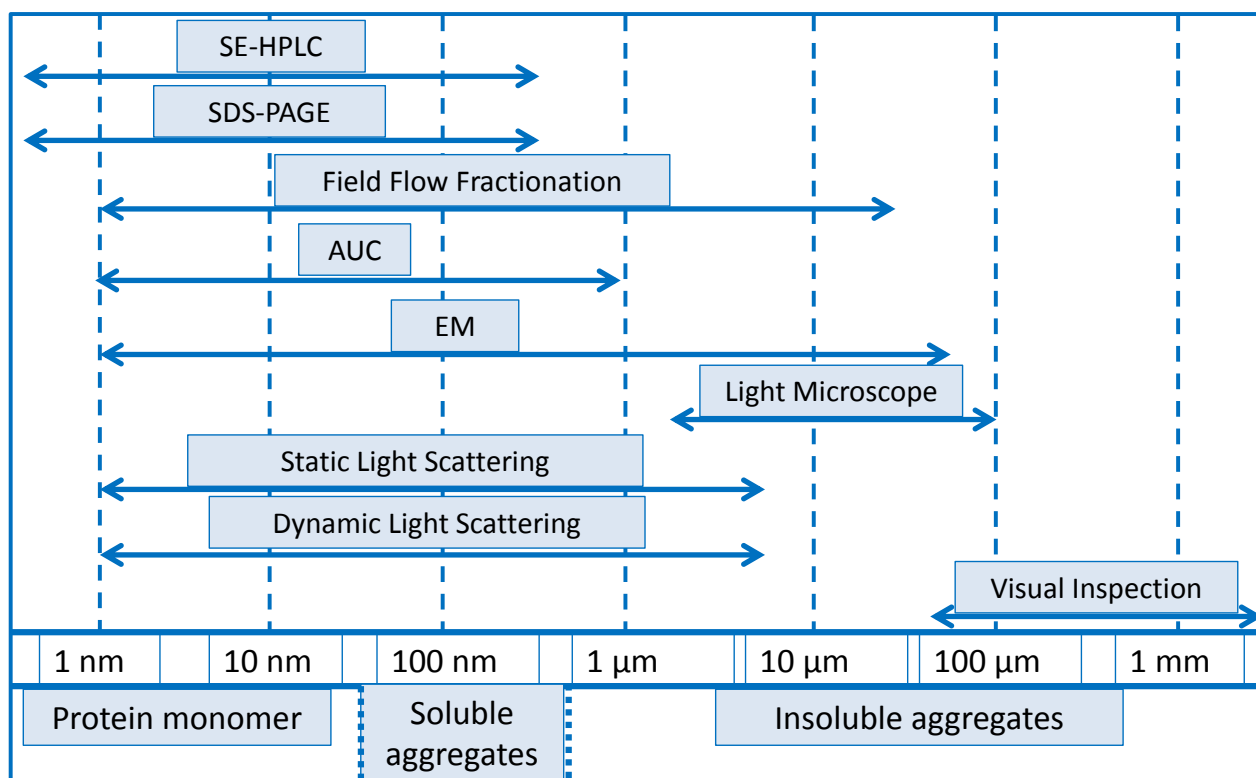 SE-HPLC
SDS-PAGE
Field Flow Fractionation
AUC
EM
Light Microscope
Static Light Scattering
Dynamic Light Scattering
Visual Inspection
1 nm
10 nm
100 nm
1 μm
10 μm
100 μm
1 mm
Protein monomer
Soluble
aggregates
Insoluble aggregates